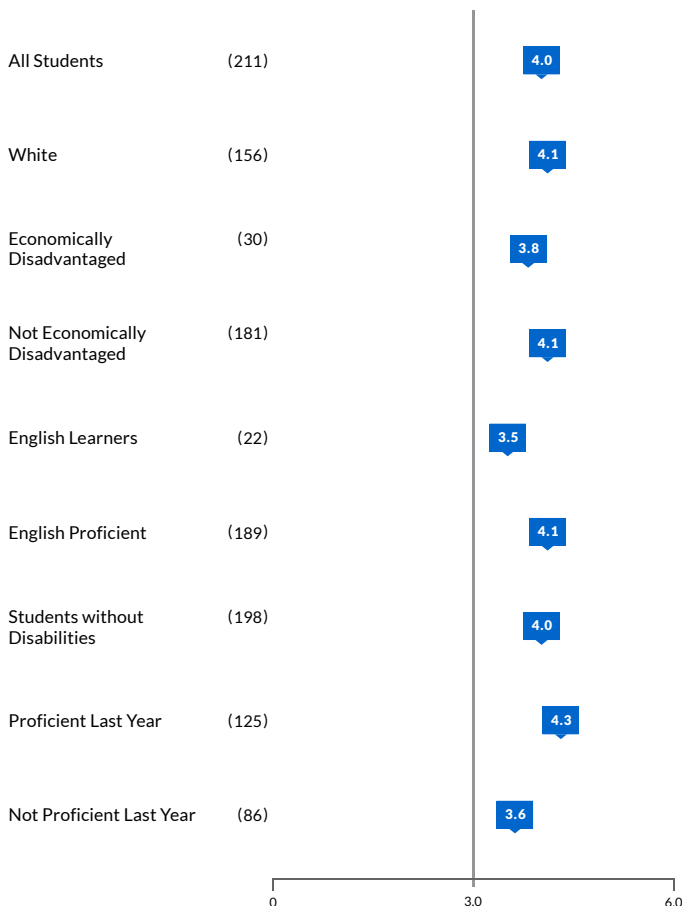 All Students (211) 4.0
White (156) 4.1
Economically (30)
Disadvantaged 3.8
Not Economically (181)
Disadvantaged 4.1
English Learners (22) 3.5
English Proficient (189) 4.1
Students without (198)
Disabilities 4.0
Proficient Last Year (125) 4.3
Not Proficient Last Year (86) 3.6
0 3.0 6.0